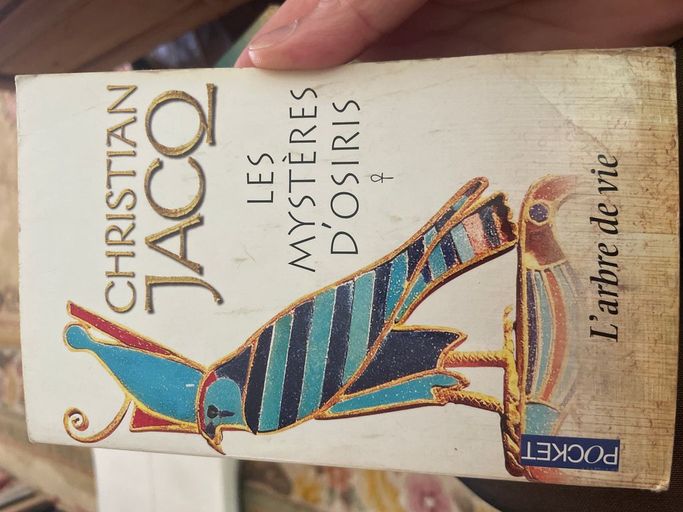 CHRISTIAN
JACQ
LES
MYSTÈRES
D'OSIRIS
L'arbre de vie
POCKET